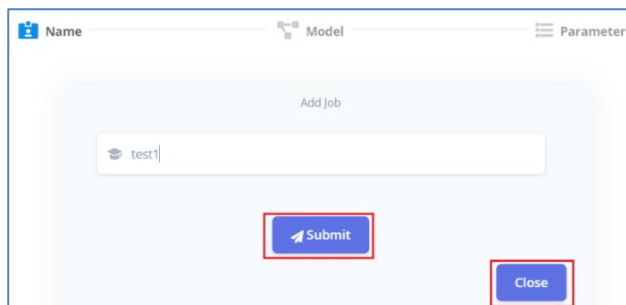 Name Model Parameter
Add Job
test1
Submit
Close